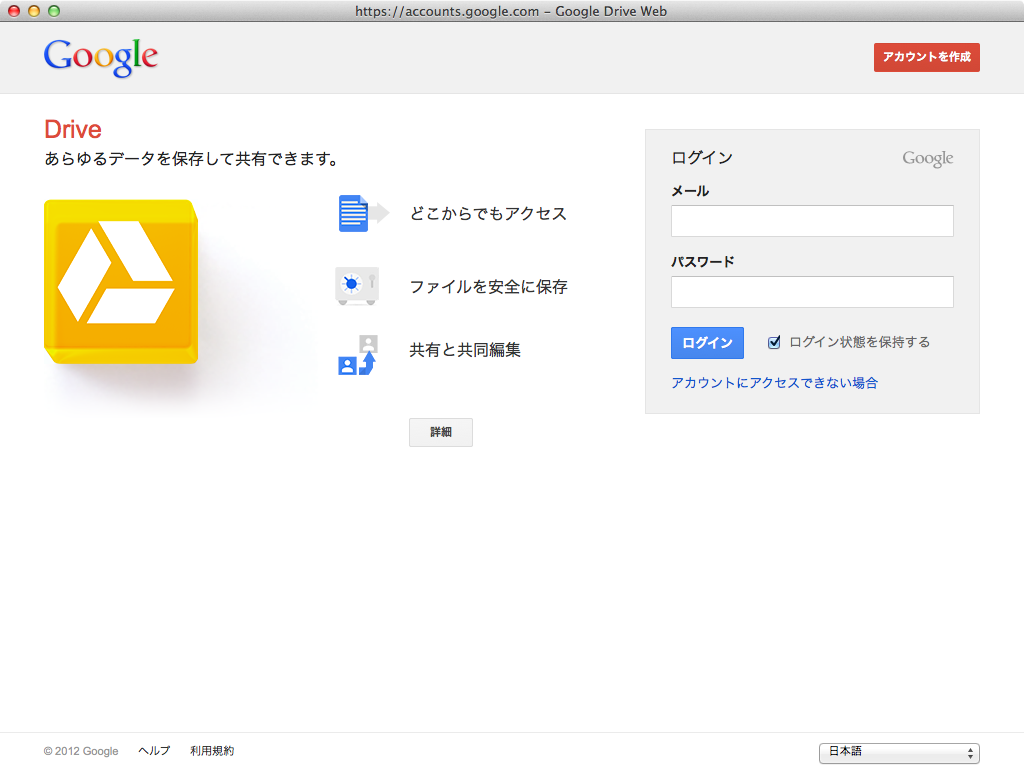 https://accounts.google.com – Google Drive Web
Google
アカウントを作成
Drive
あらゆるデータを保存して共有できます。
どこからでもアクセス
ファイルを安全に保存
共有と共同編集
詳細
ログイン Google
メール
パスワード
ログイン ログイン状態を保持する
アカウントにアクセスできない場合
© 2012 Google ヘルプ 利用規約
日本語